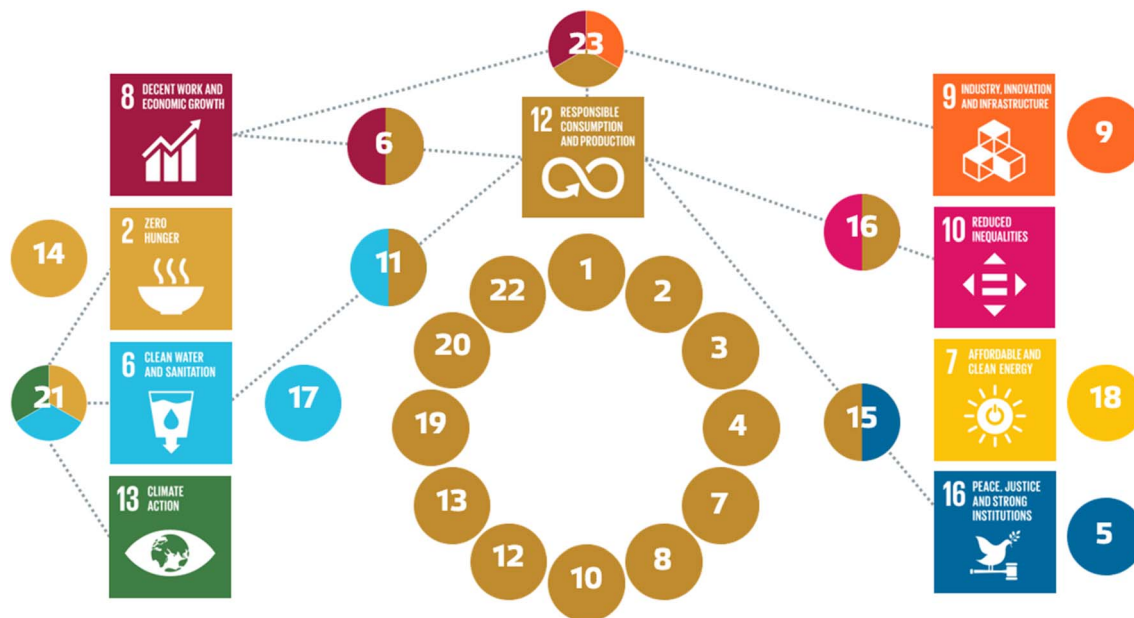 23
8 DECENT WORK AND
ECONOMIC GROWTH
6
12 RESPONSIBLE
CONSUMPTION
AND PRODUCTION
9 INDUSTRY, INNOVATION
AND INFRASTRUCTURE
9
14
2 ZERO
HUNGER
11
16
10 REDUCED
INEQUALITIES
21
6 CLEAN WATER
AND SANITATION
17
15
7 AFFORDABLE AND
CLEAN ENERGY
18
13 CLIMATE
ACTION
16 PEACE, JUSTICE
AND STRONG
INSTITUTIONS
5
1
2
3
4
7
8
10
12
13
19
20
22